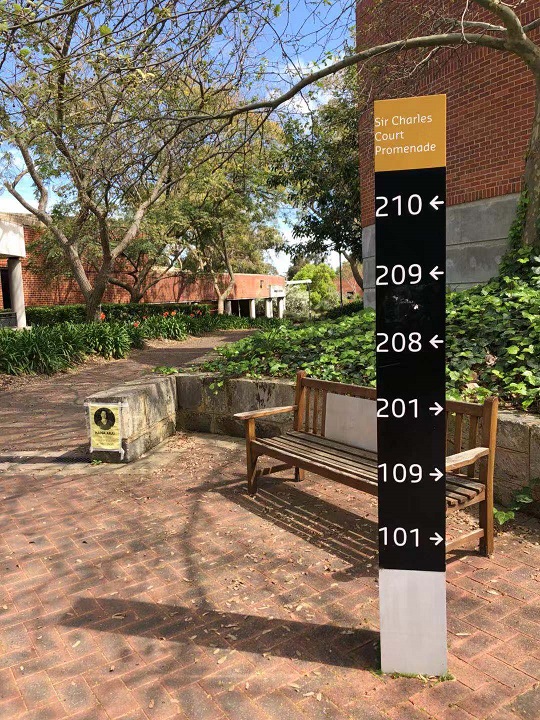 Sir Charles
Court
Promenade
210 ←
209 ←
208 ←
201 →
109 →
101 →